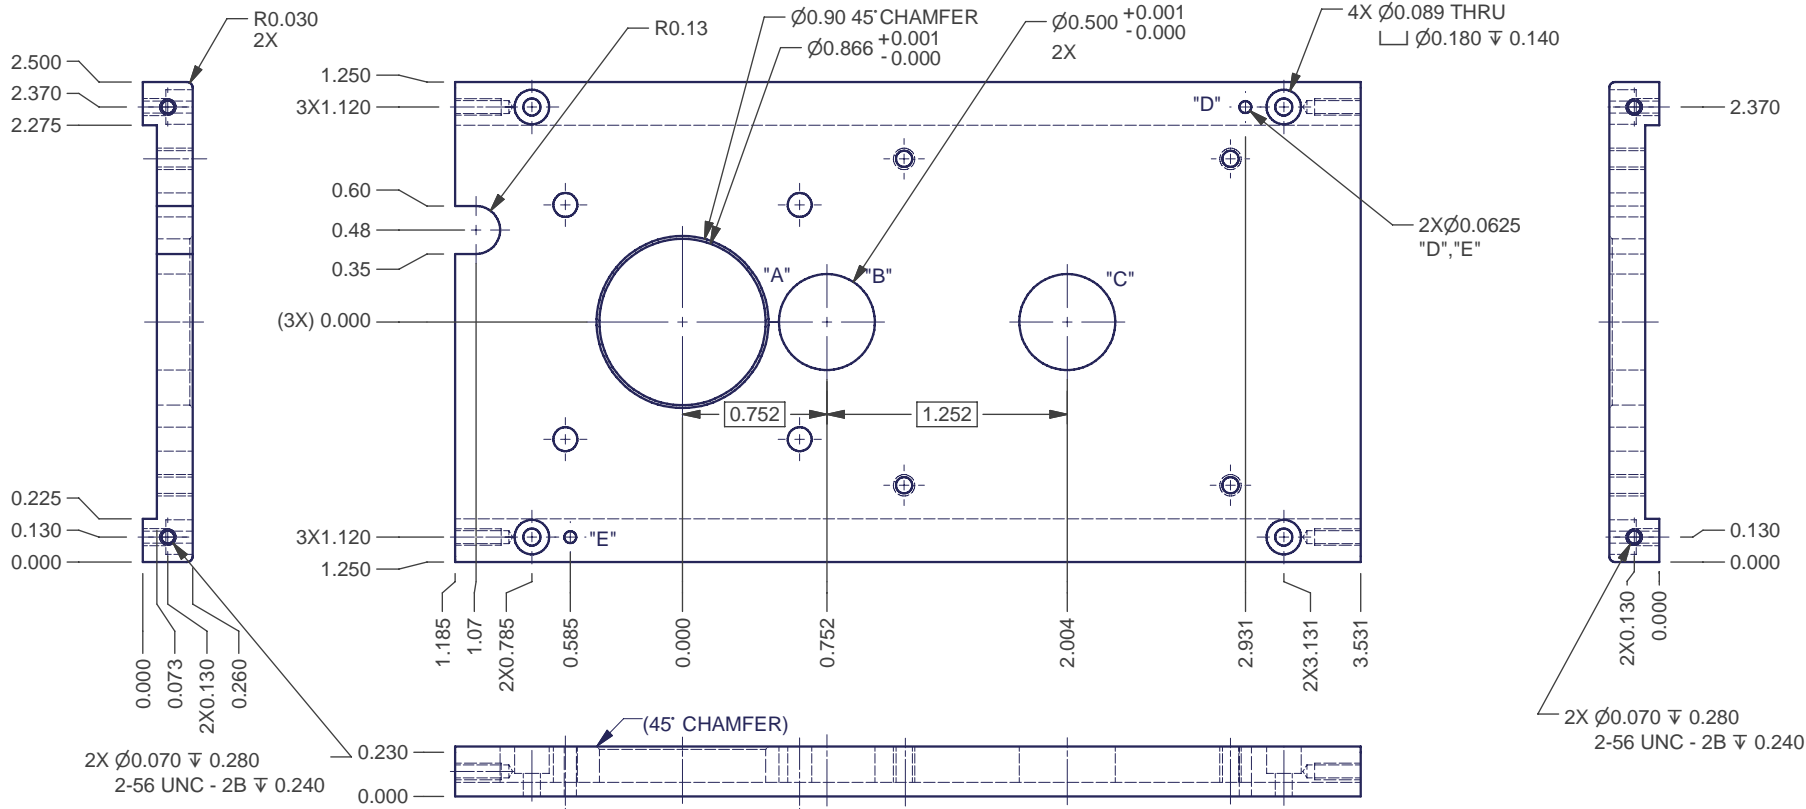 R0.030
2X
R0.13
Ø0.90 45° CHAMFER
Ø0.866 +0.001 -0.000
Ø0.500 +0.001 -0.000
2X
4X Ø0.089 THRU
⌴ Ø0.180 ↧ 0.140
2.500
2.370
2.275
0.225
0.130
0.000
0.000
0.073
2X0.130
0.260
2X Ø0.070 ↧ 0.280
2-56 UNC - 2B ↧ 0.240
1.250
3X1.120
0.60
0.48
0.35
(3X) 0.000
3X1.120
1.250
"D"
"A"
"B"
"C"
"E"
2XØ0.0625
"D","E"
0.752
1.252
1.185
1.07
2X0.785
0.585
0.000
0.752
2.004
2.931
2X3.131
3.531
2.370
0.130
0.000
2X0.130
0.000
2X Ø0.070 ↧ 0.280
2-56 UNC - 2B ↧ 0.240
(45° CHAMFER)
0.230
0.000